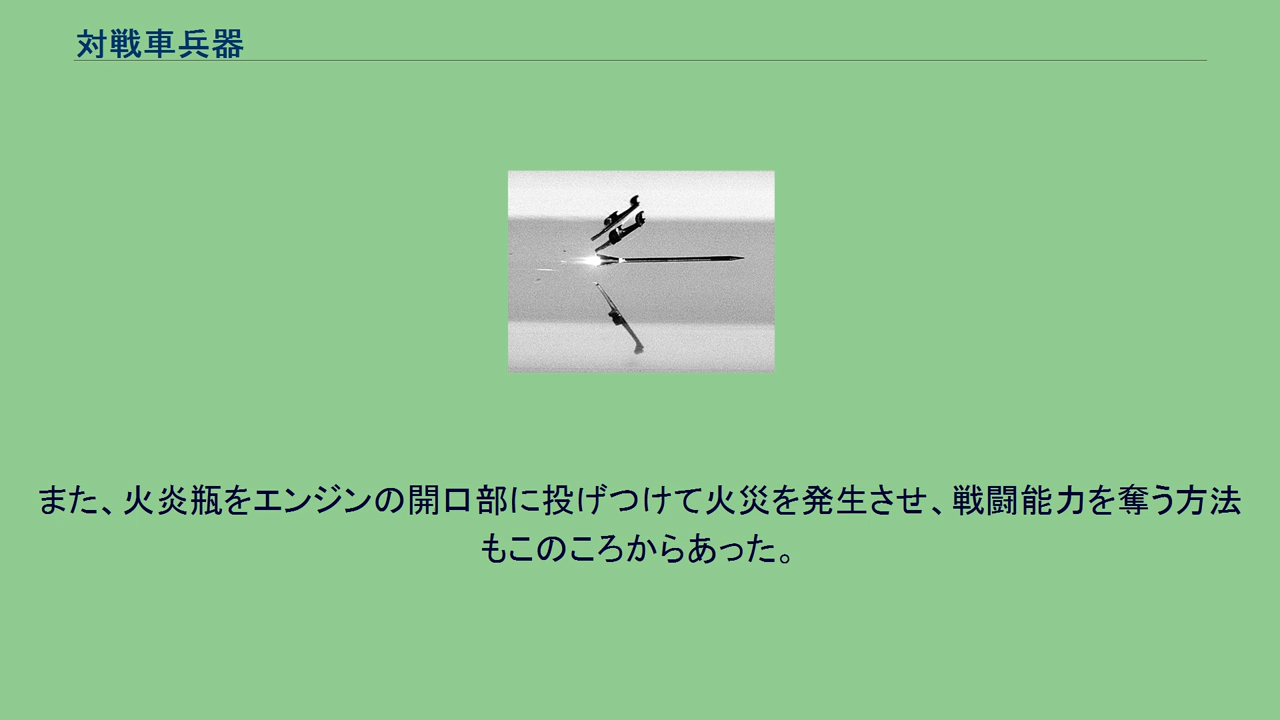 対戦車兵器
また、火炎瓶をエンジンの開口部に投げつけて火災を発生させ、戦闘能力を奪う方法
もこのころからあった。